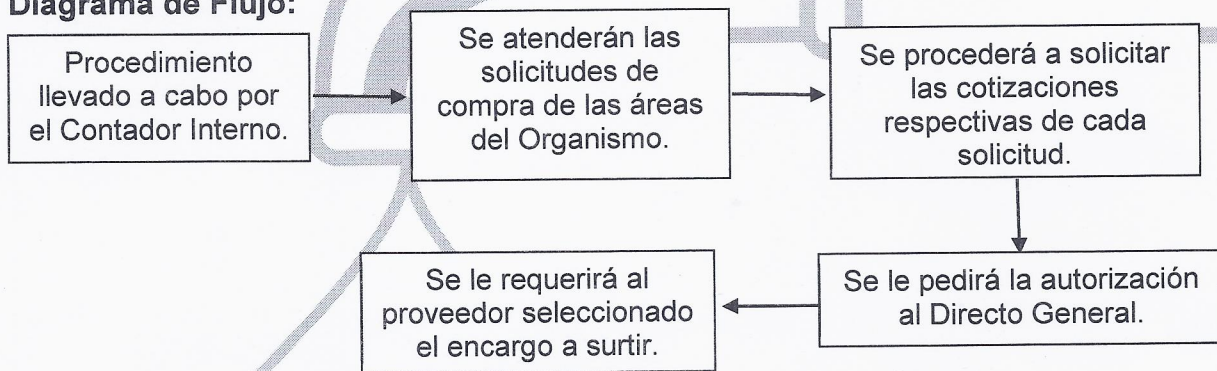 Diagrama de Flujo:
Procedimiento
llevado a cabo por
el Contador Interno.
Se atenderán las
solicitudes de
compra de las áreas
del Organismo.
Se procederá a solicitar
las cotizaciones
respectivas de cada
solicitud.
Se le pedirá la autorización
al Directo General.
Se le requerirá al
proveedor seleccionado
el encargo a surtir.